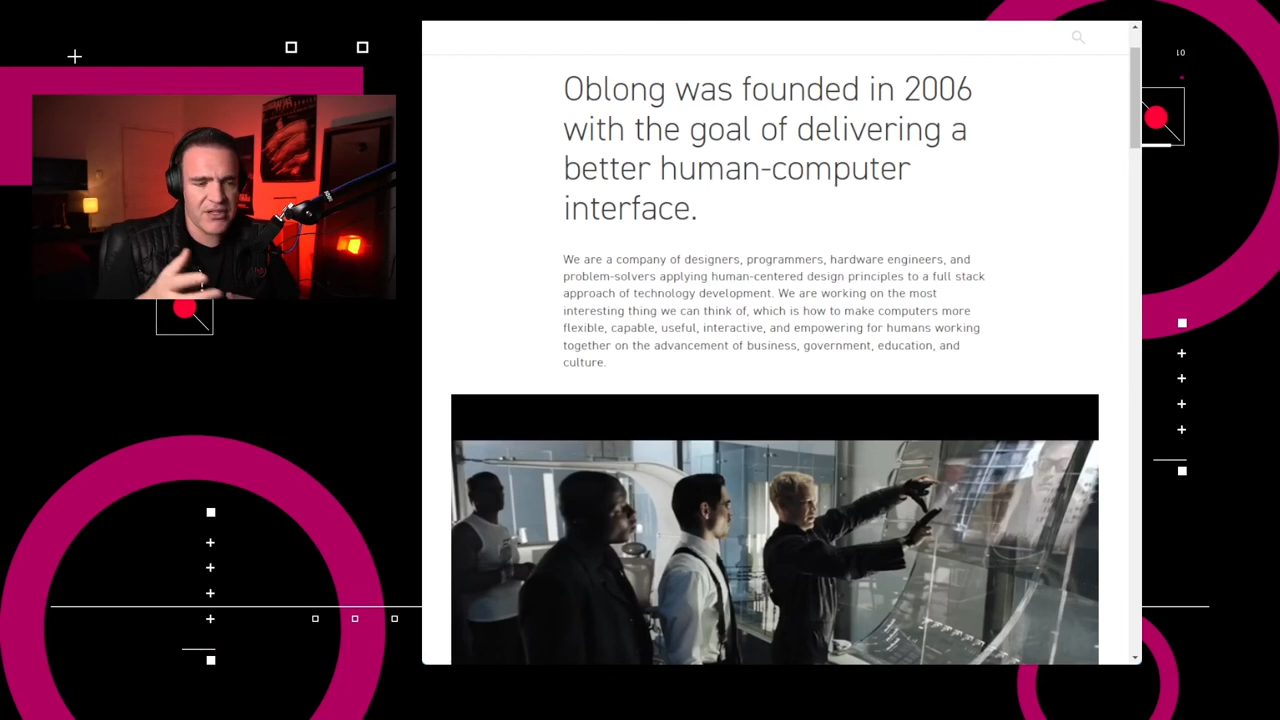 Oblong was founded in 2006
with the goal of delivering a
better human-computer
interface.
We are a company of designers, programmers, hardware engineers, and
problem-solvers applying human-centered design principles to a full stack
approach of technology development. We are working on the most
interesting thing we can think of, which is how to make computers more
flexible, capable, useful, interactive, and empowering for humans working
together on the advancement of business, government, education, and
culture.